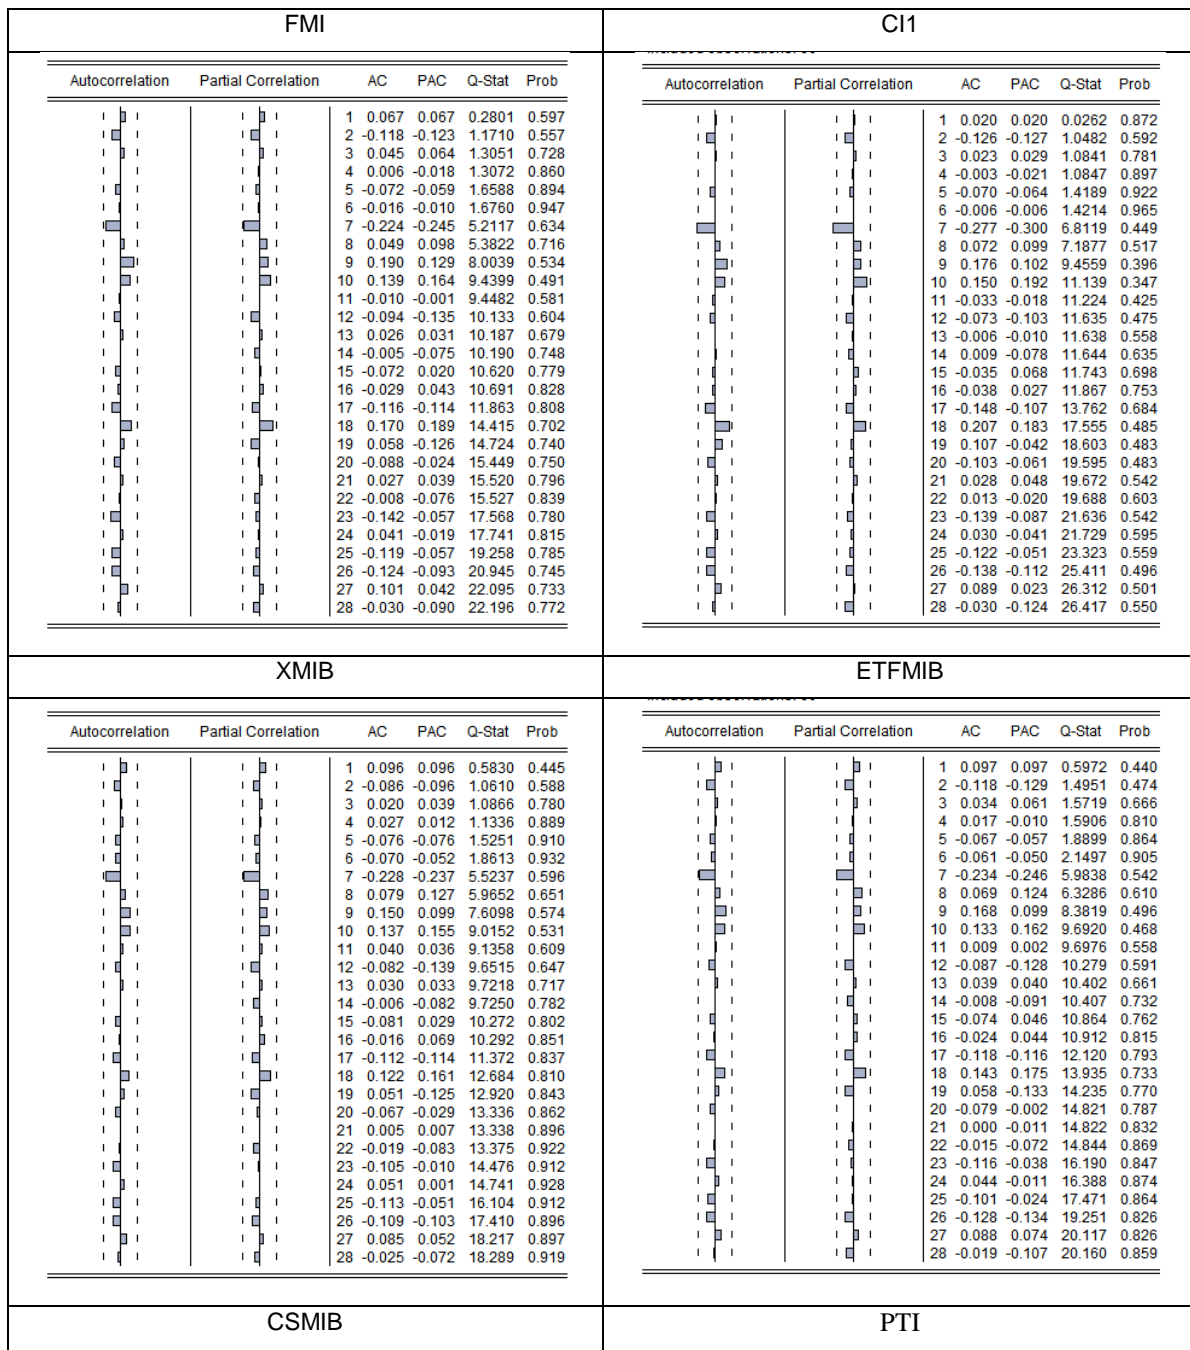 FMI
CI1
Autocorrelation Partial Correlation AC PAC Q-Stat Prob
1 0.067 0.067 0.2801 0.597
2 -0.118 -0.123 1.1710 0.557
3 0.045 0.064 1.3051 0.728
4 0.006 -0.018 1.3072 0.860
5 -0.072 -0.059 1.6588 0.894
6 -0.016 -0.010 1.6760 0.947
7 -0.224 -0.245 5.2117 0.634
8 0.049 0.098 5.3822 0.716
9 0.190 0.129 8.0039 0.534
10 0.139 0.164 9.4399 0.491
11 -0.010 -0.001 9.4482 0.581
12 -0.094 -0.135 10.133 0.604
13 0.026 0.031 10.187 0.679
14 -0.005 -0.075 10.190 0.748
15 -0.072 0.020 10.620 0.779
16 -0.029 0.043 10.691 0.828
17 -0.116 -0.114 11.863 0.808
18 0.170 0.189 14.415 0.702
19 0.058 -0.126 14.724 0.740
20 -0.088 -0.024 15.449 0.750
21 0.027 0.039 15.520 0.796
22 -0.008 -0.076 15.527 0.839
23 -0.142 -0.057 17.568 0.780
24 0.041 -0.019 17.741 0.815
25 -0.119 -0.057 19.258 0.785
26 -0.124 -0.093 20.945 0.745
27 0.101 0.042 22.095 0.733
28 -0.030 -0.090 22.196 0.772
Autocorrelation Partial Correlation AC PAC Q-Stat Prob
1 0.020 0.020 0.0262 0.872
2 -0.126 -0.127 1.0482 0.592
3 0.023 0.029 1.0841 0.781
4 -0.003 -0.021 1.0847 0.897
5 -0.070 -0.064 1.4189 0.922
6 -0.006 -0.006 1.4214 0.965
7 -0.277 -0.300 6.8119 0.449
8 0.072 0.099 7.1877 0.517
9 0.176 0.102 9.4559 0.396
10 0.150 0.192 11.139 0.347
11 -0.033 -0.018 11.224 0.425
12 -0.073 -0.103 11.635 0.475
13 -0.006 -0.010 11.638 0.558
14 0.009 -0.078 11.644 0.635
15 -0.035 0.068 11.743 0.698
16 -0.038 0.027 11.867 0.753
17 -0.148 -0.107 13.762 0.684
18 0.207 0.183 17.555 0.485
19 0.107 -0.042 18.603 0.483
20 -0.103 -0.061 19.595 0.483
21 0.028 0.048 19.672 0.542
22 0.013 -0.020 19.688 0.603
23 -0.139 -0.087 21.636 0.542
24 0.030 -0.041 21.729 0.595
25 -0.122 -0.051 23.323 0.559
26 -0.138 -0.112 25.411 0.496
27 0.089 0.023 26.312 0.501
28 -0.030 -0.124 26.417 0.550
XMIB
ETFMIB
Autocorrelation Partial Correlation AC PAC Q-Stat Prob
1 0.096 0.096 0.5830 0.445
2 -0.086 -0.096 1.0610 0.588
3 0.020 0.039 1.0866 0.780
4 0.027 0.012 1.1336 0.889
5 -0.076 -0.076 1.5251 0.910
6 -0.070 -0.052 1.8613 0.932
7 -0.228 -0.237 5.5237 0.596
8 0.079 0.127 5.9652 0.651
9 0.150 0.099 7.6098 0.574
10 0.137 0.155 9.0152 0.531
11 0.040 0.036 9.1358 0.609
12 -0.082 -0.139 9.6515 0.647
13 0.030 0.033 9.7218 0.717
14 -0.006 -0.082 9.7250 0.782
15 -0.081 0.029 10.272 0.802
16 -0.016 0.069 10.292 0.851
17 -0.112 -0.114 11.372 0.837
18 0.122 0.161 12.684 0.810
19 0.051 -0.125 12.920 0.843
20 -0.067 -0.029 13.336 0.862
21 0.005 0.007 13.338 0.896
22 -0.019 -0.083 13.375 0.922
23 -0.105 -0.010 14.476 0.912
24 0.051 0.001 14.741 0.928
25 -0.113 -0.051 16.104 0.912
26 -0.109 -0.103 17.410 0.896
27 0.085 0.052 18.217 0.897
28 -0.025 -0.072 18.289 0.919
Autocorrelation Partial Correlation AC PAC Q-Stat Prob
1 0.097 0.097 0.5972 0.440
2 -0.118 -0.129 1.4951 0.474
3 0.034 0.061 1.5719 0.666
4 0.017 -0.010 1.5906 0.810
5 -0.067 -0.057 1.8899 0.864
6 -0.061 -0.050 2.1497 0.905
7 -0.234 -0.246 5.9838 0.542
8 0.069 0.124 6.3286 0.610
9 0.168 0.099 8.3819 0.496
10 0.133 0.162 9.6920 0.468
11 0.009 0.002 9.6976 0.558
12 -0.087 -0.128 10.279 0.591
13 0.039 0.040 10.402 0.661
14 -0.008 -0.091 10.407 0.732
15 -0.074 0.046 10.864 0.762
16 -0.024 0.044 10.912 0.815
17 -0.118 -0.116 12.120 0.793
18 0.143 0.175 13.935 0.733
19 0.058 -0.133 14.235 0.770
20 -0.079 -0.002 14.821 0.787
21 0.000 -0.011 14.822 0.832
22 -0.015 -0.072 14.844 0.869
23 -0.116 -0.038 16.190 0.847
24 0.044 -0.011 16.388 0.874
25 -0.101 -0.024 17.471 0.864
26 -0.128 -0.134 19.251 0.826
27 0.088 0.074 20.117 0.826
28 -0.019 -0.107 20.160 0.859
CSMIB
PTI